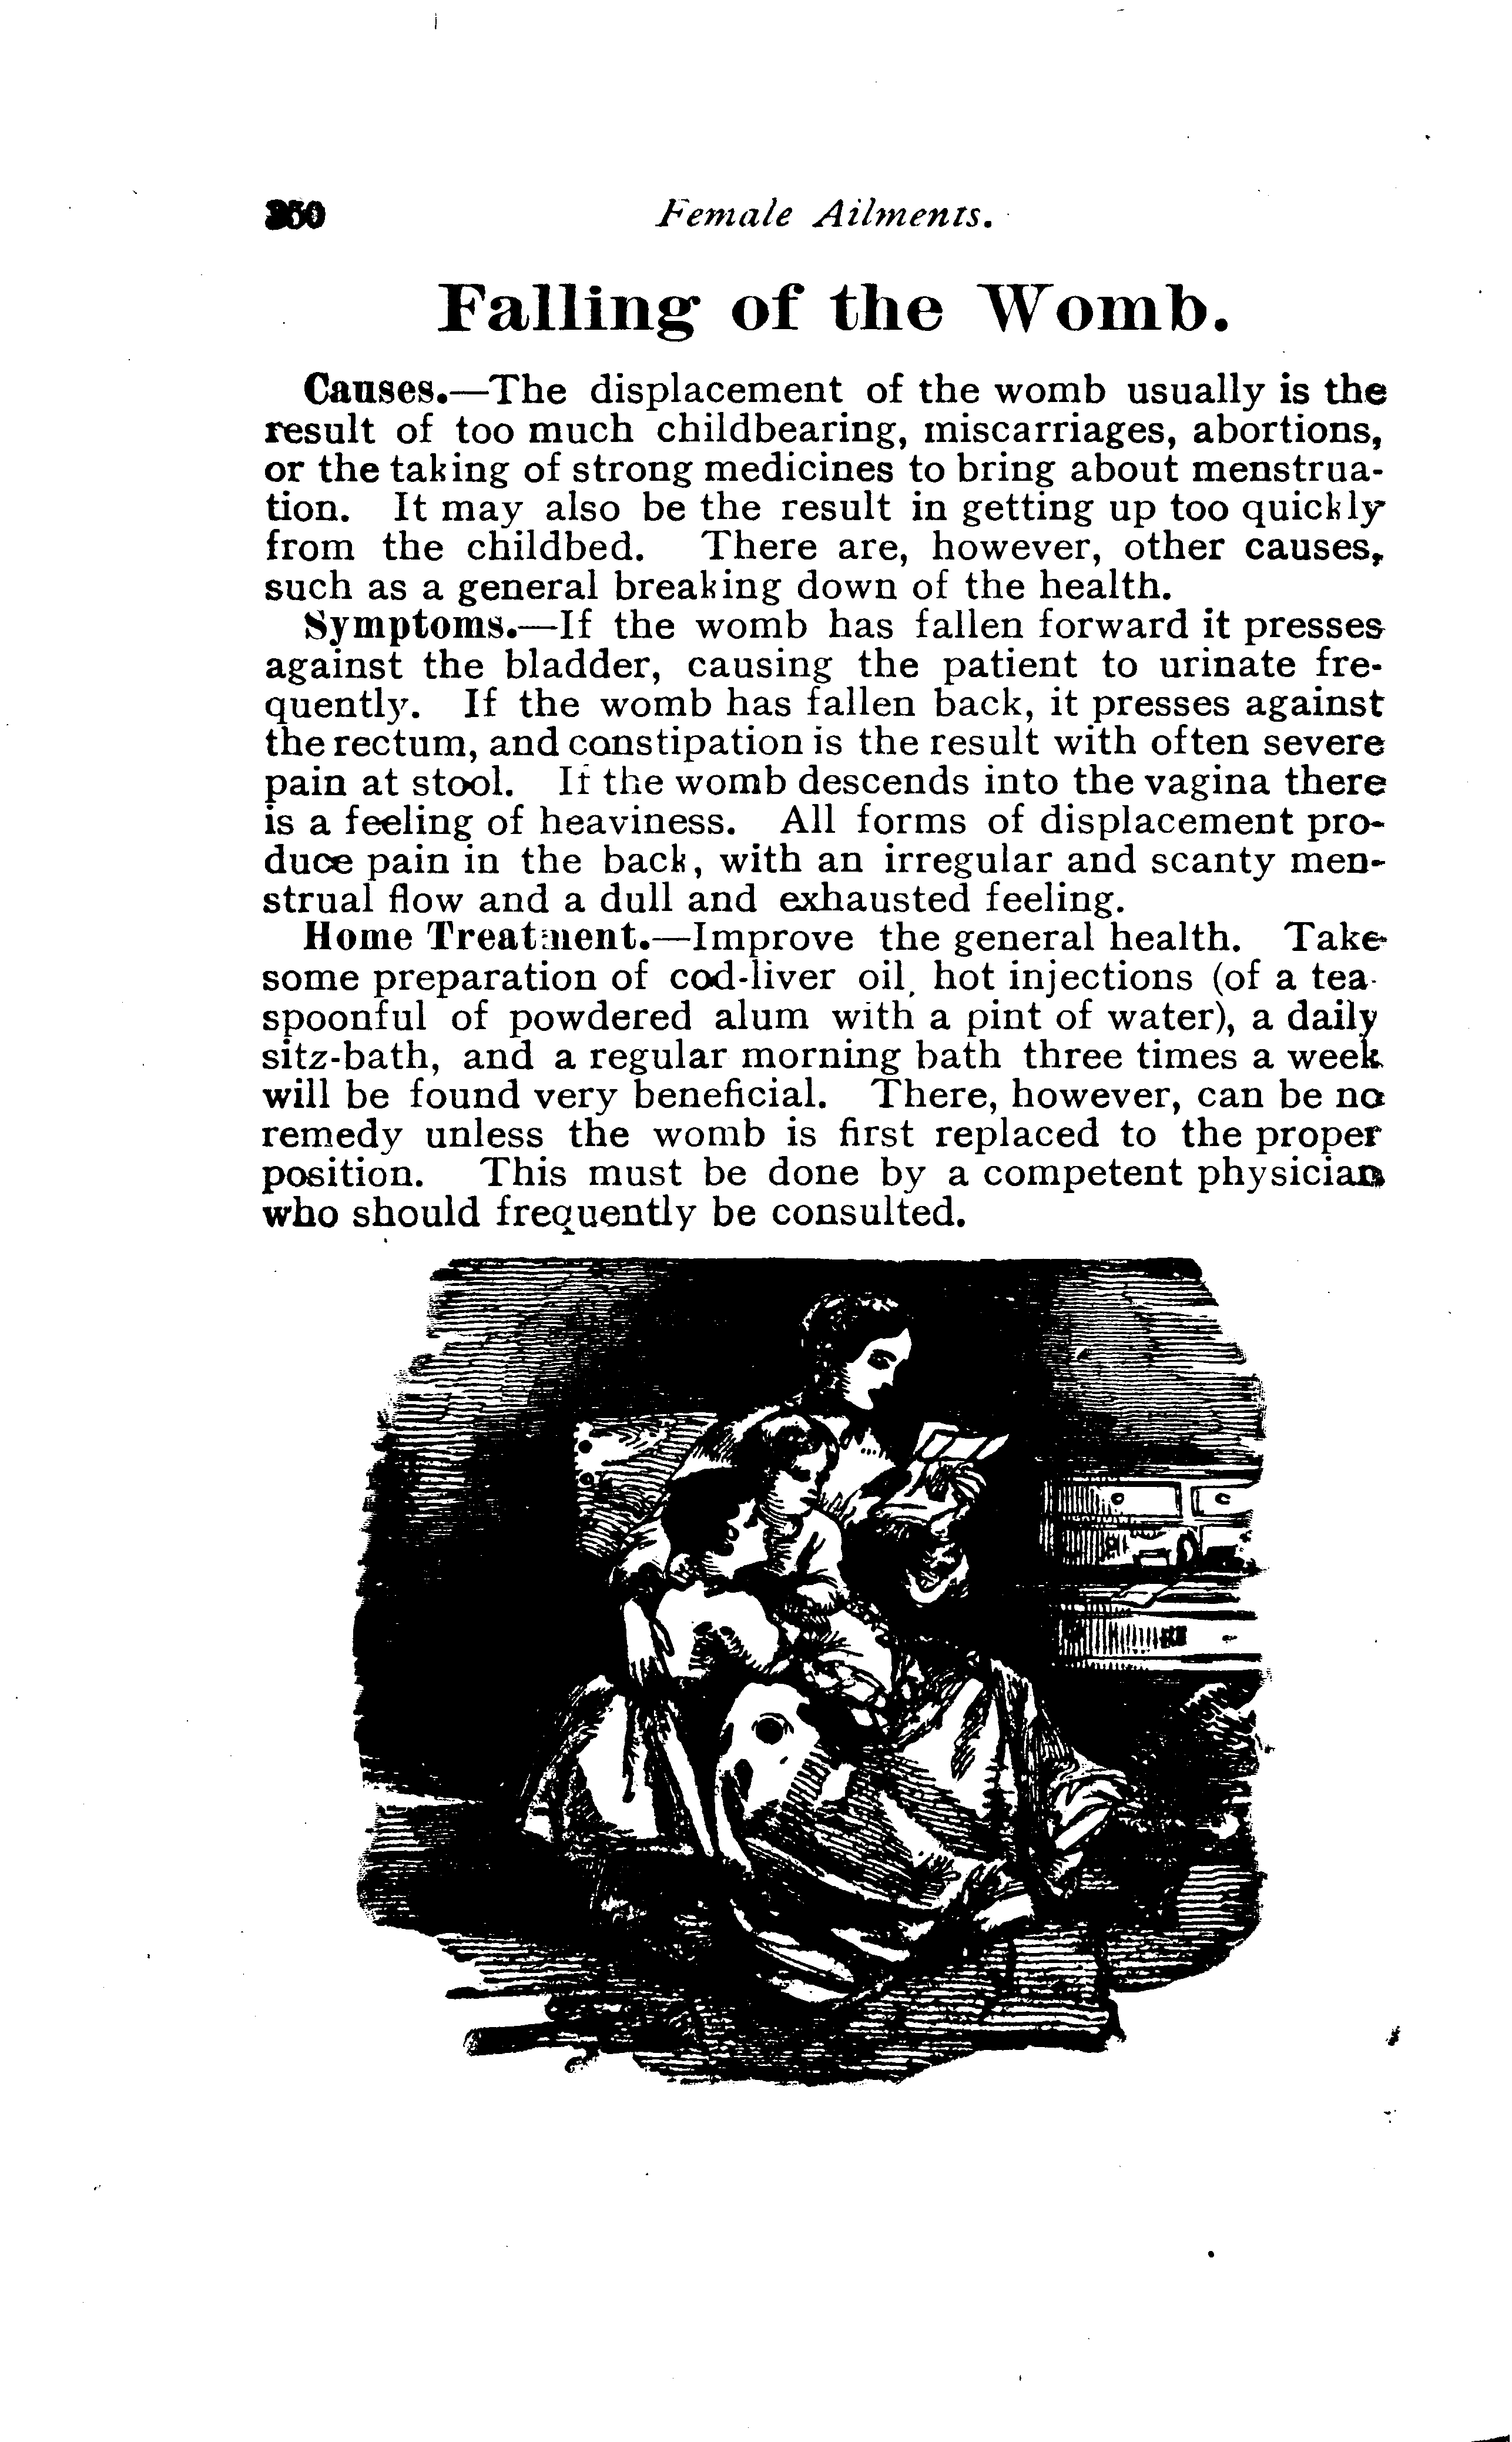 350 Female Ailments.
Falling of the Womb.
Causes.—The displacement of the womb usually is the
result of too much childbearing, miscarriages, abortions,
or the taking of strong medicines to bring about menstrua-
tion. It may also be the result in getting up too quickly
from the childbed. There are, however, other causes,
such as a general breaking down of the health.
Symptoms.—If the womb has fallen forward it presses
against the bladder, causing the patient to urinate fre-
quently. If the womb has fallen back, it presses against
the rectum, and constipation is the result with often severe
pain at stool. If the womb descends into the vagina there
is a feeling of heaviness. All forms of displacement pro-
duce pain in the back, with an irregular and scanty men-
strual flow and a dull and exhausted feeling.
Home Treatment.—Improve the general health. Take
some preparation of cod-liver oil, hot injections (of a tea-
spoonful of powdered alum with a pint of water), a daily
sitz-bath, and a regular morning bath three times a week
will be found very beneficial. There, however, can be no
remedy unless the womb is first replaced to the proper
position. This must be done by a competent physician
who should frequently be consulted.